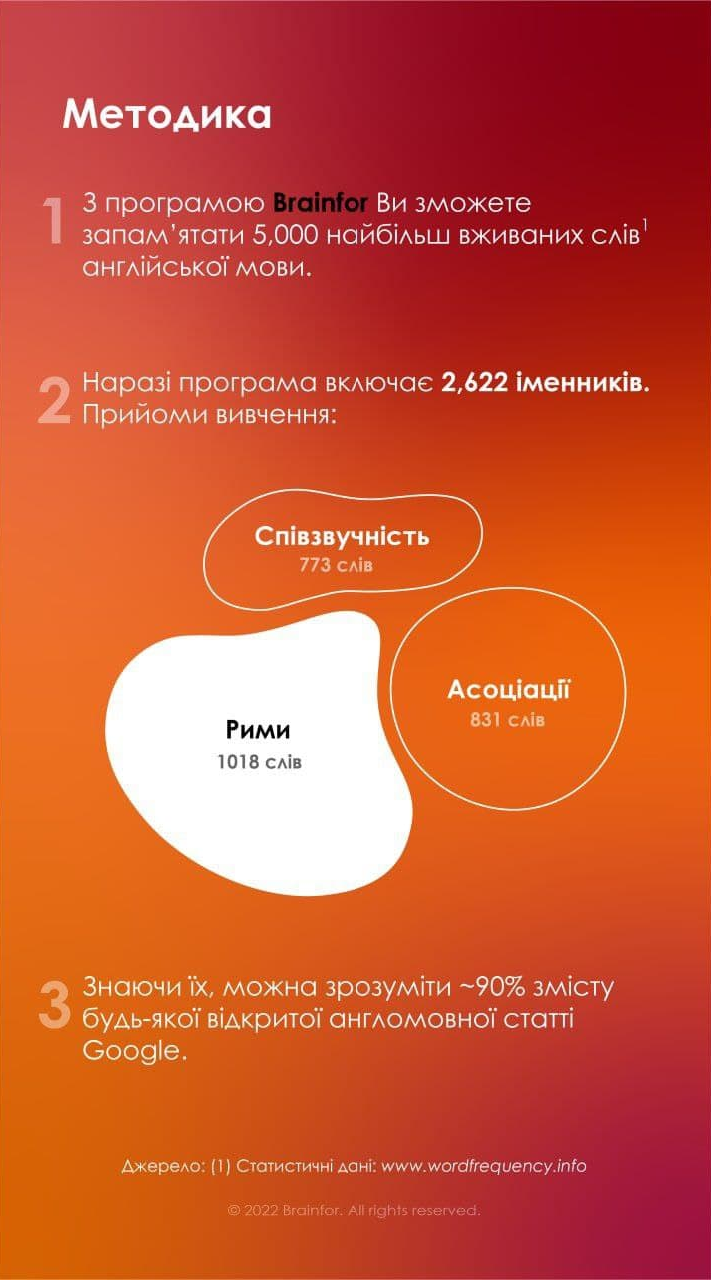 Методика
1 З програмою Brainfor Ви зможете
запам’ятати 5,000 найбільш вживаних слів1
англійської мови.
2 Наразі програма включає 2,622 іменників.
Прийоми вивчення:
Співзвучність
773 слів
Асоціації
831 слів
Рими
1018 слів
3 Знаючи їх, можна зрозуміти ~90% змісту
будь-якої відкритої англомовної статті
Google.
Джерело: (1) Статистичні дані: www.wordfrequency.info
© 2022 Brainfor. All rights reserved.